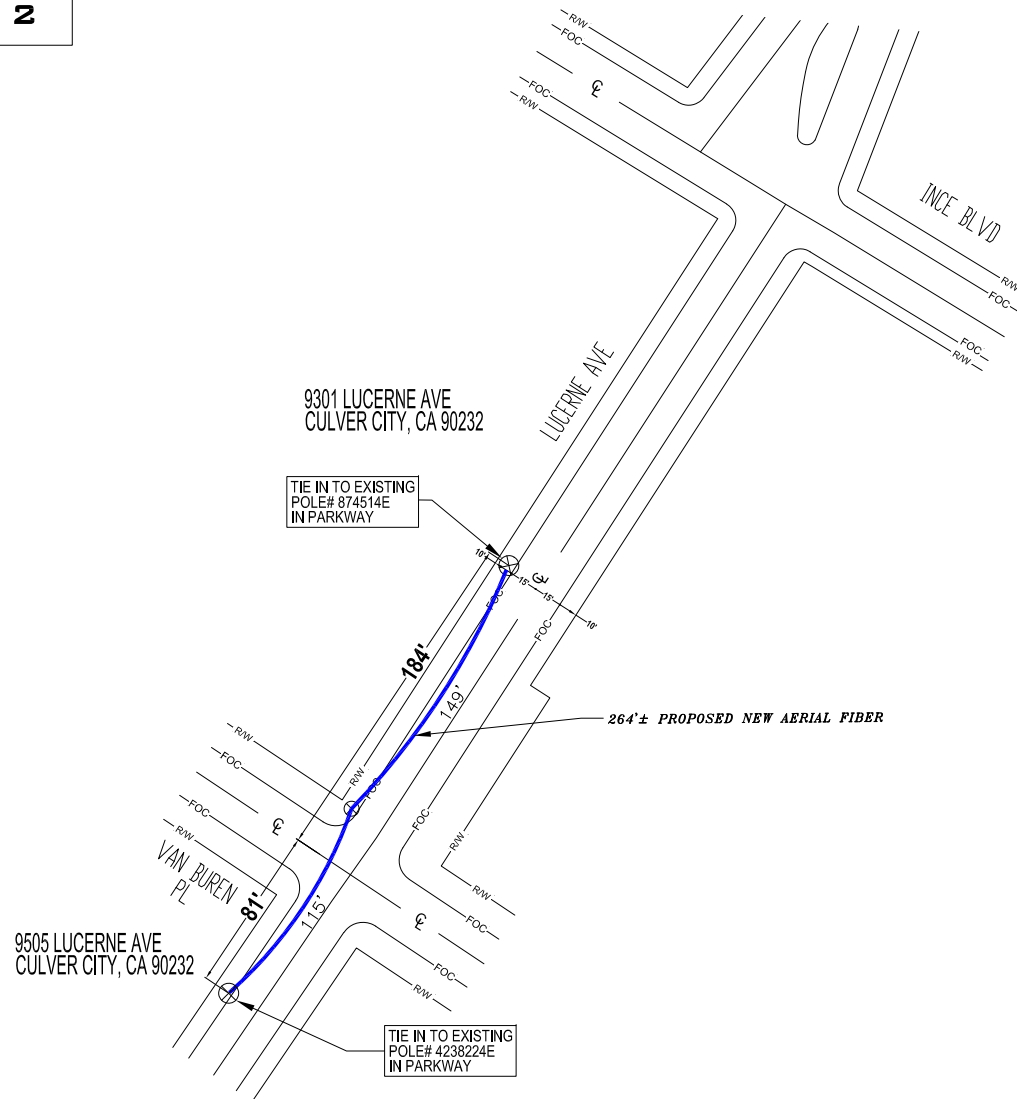 2
R/W
FOC
℄
FOC
R/W
INCE BLVD
R/W
FOC
FOC
R/W
LUCERNE AVE
9301 LUCERNE AVE
CULVER CITY, CA 90232
TIE IN TO EXISTING
POLE# 874514E
IN PARKWAY
10'
15'
℄
15'
10'
FOC
FOC
184'
149'
264'± PROPOSED NEW AERIAL FIBER
R/W
FOC
R/W
FOC
FOC
R/W
℄
FOC
R/W
VAN BUREN
PL
81'
115'
R/W
FOC
℄
FOC
R/W
9505 LUCERNE AVE
CULVER CITY, CA 90232
TIE IN TO EXISTING
POLE# 4238224E
IN PARKWAY